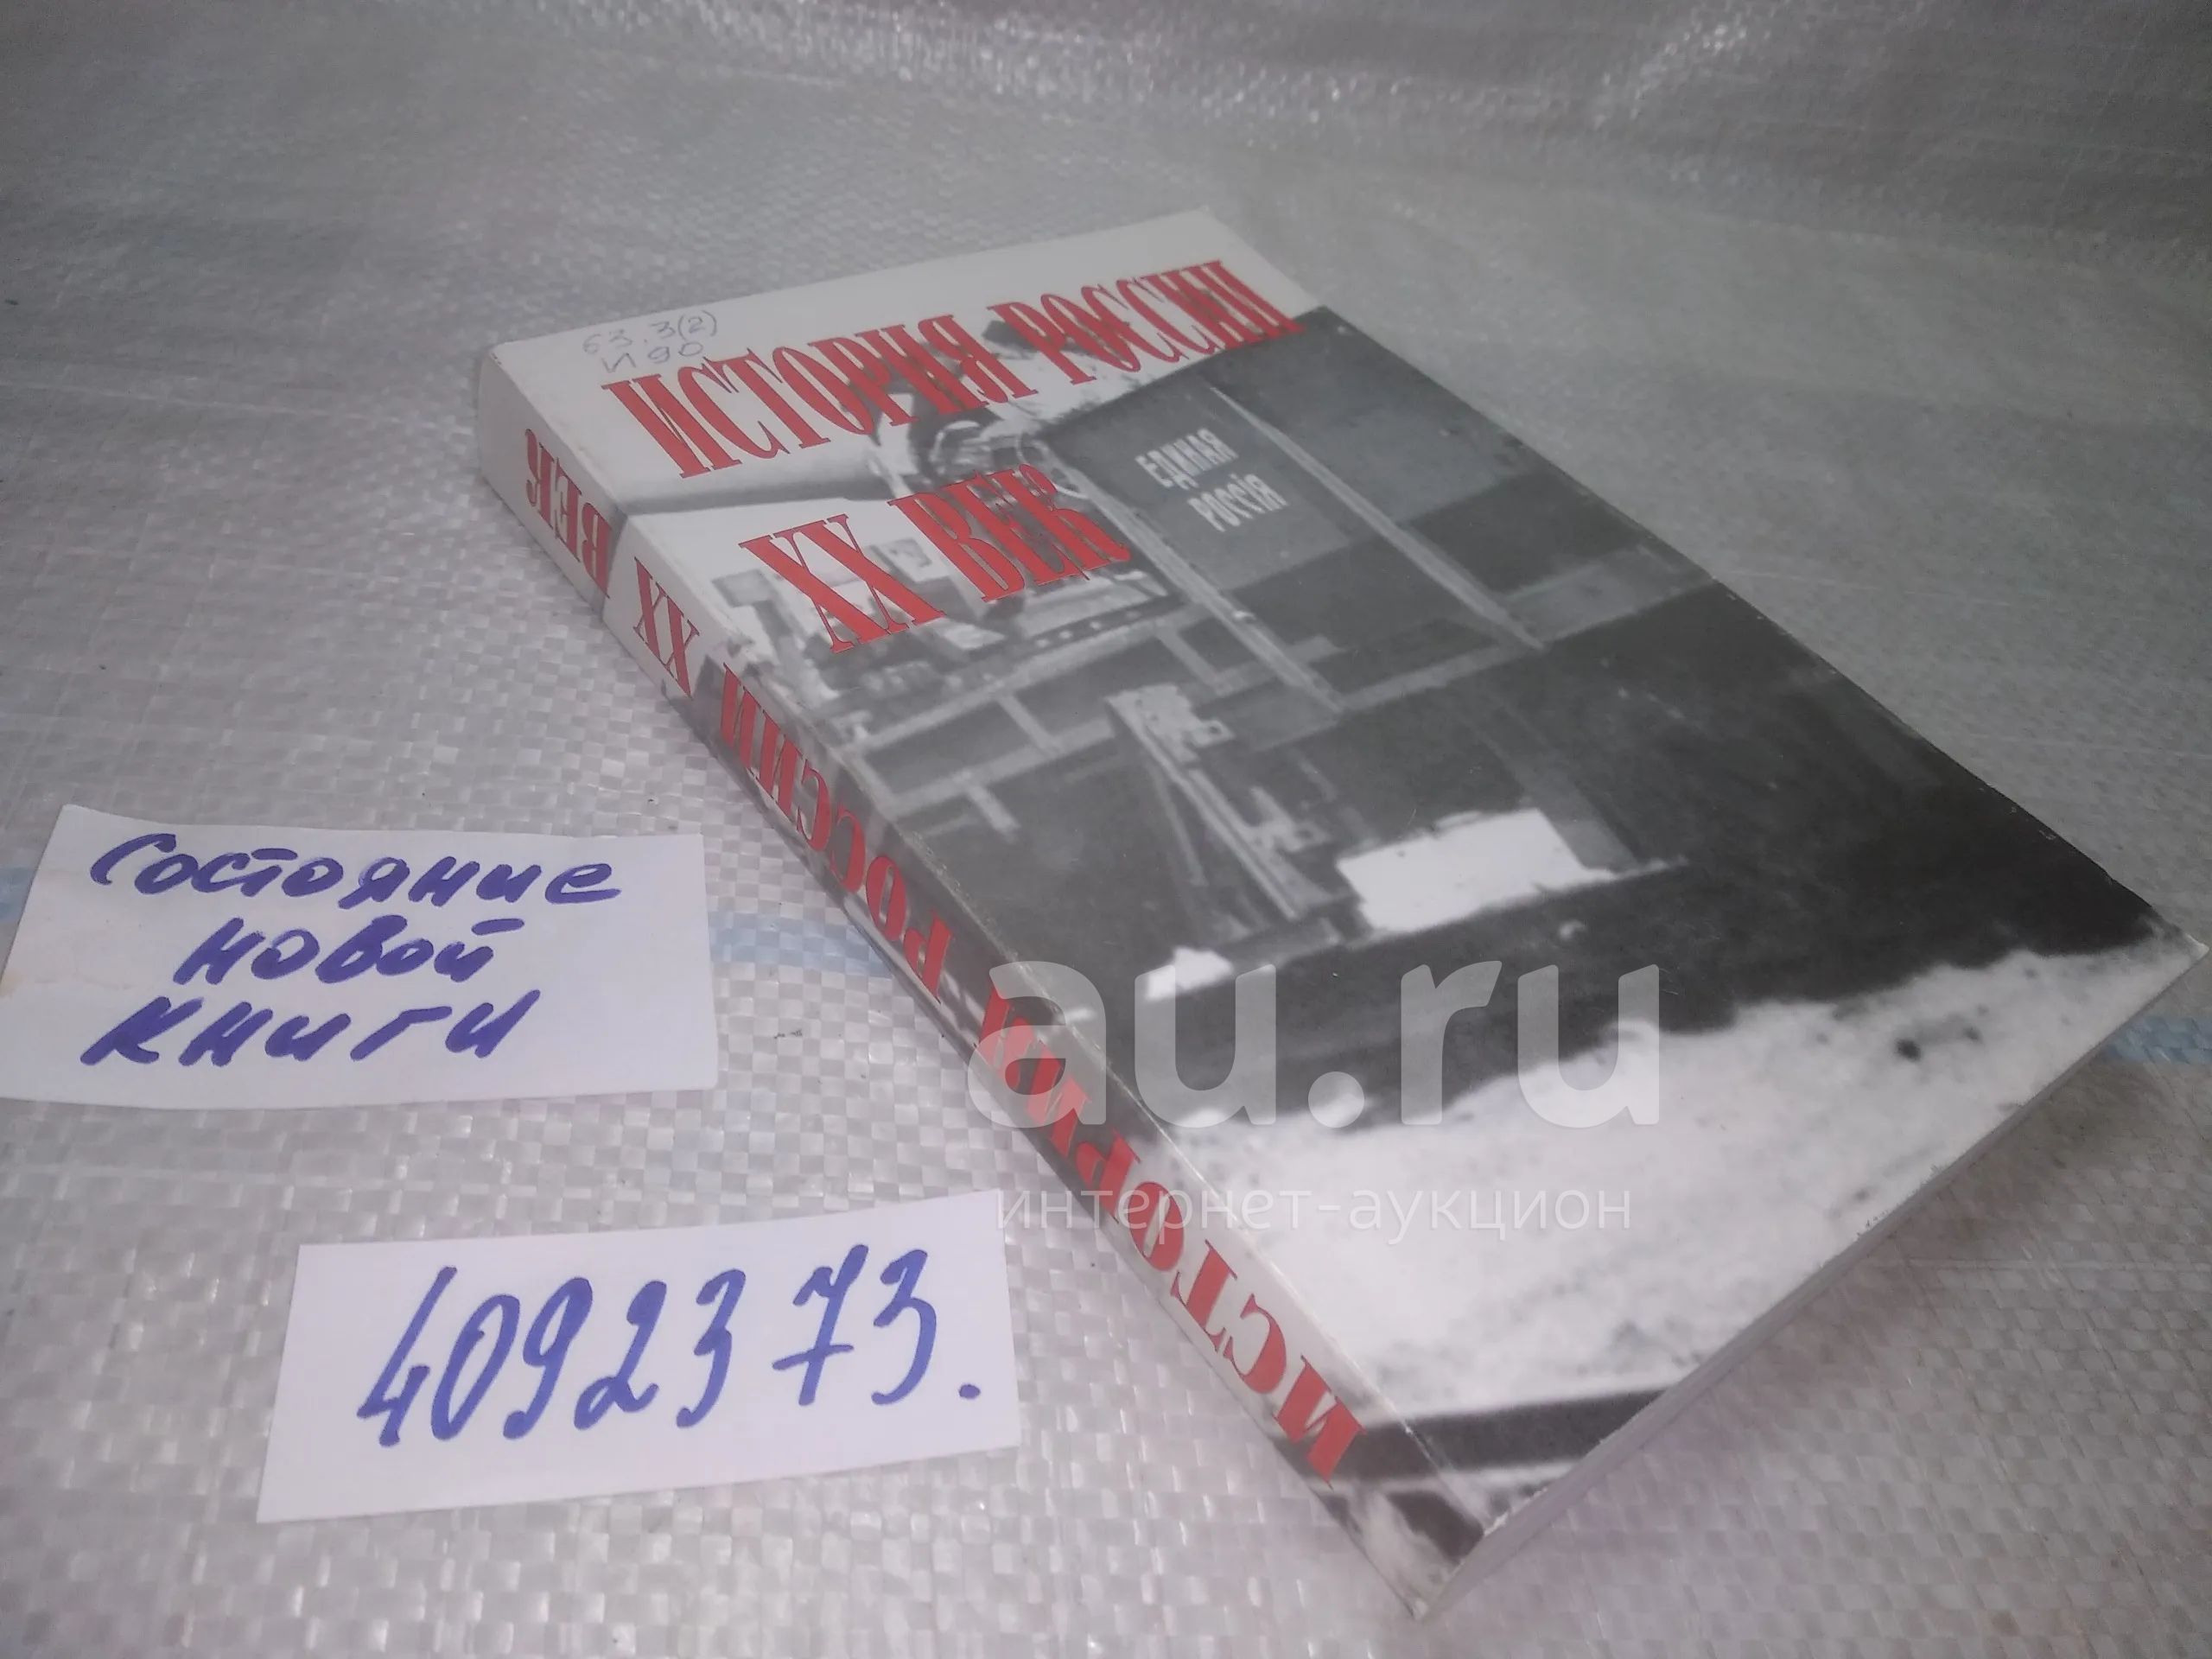 63.3(2)
И 90
ИСТОРИЯ РОССИИ
XX ВЕК
ЕДИНАЯ
РОССІЯ
ИСТОРИЯ РОССИИ XX ВЕК
Состояние
новой
книги
4092373.
au.ru
интернет-аукцион